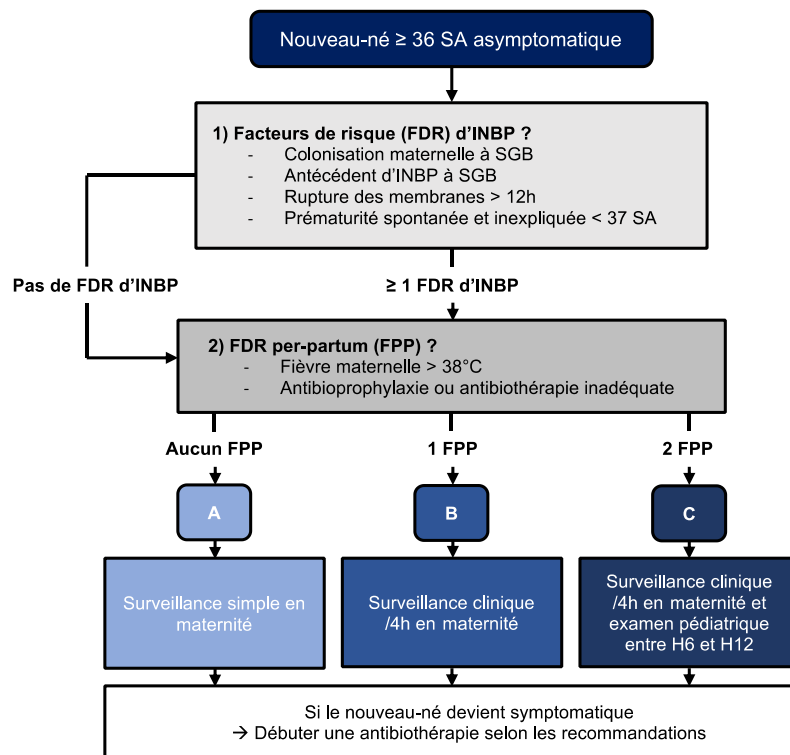 Nouveau-né ≥ 36 SA asymptomatique
1) Facteurs de risque (FDR) d’INBP ?
- Colonisation maternelle à SGB
- Antécédent d’INBP à SGB
- Rupture des membranes > 12h
- Prématurité spontanée et inexpliquée < 37 SA
Pas de FDR d’INBP
≥ 1 FDR d’INBP
2) FDR per-partum (FPP) ?
- Fièvre maternelle > 38°C
- Antibioprophylaxie ou antibiothérapie inadéquate
Aucun FPP
1 FPP
2 FPP
A
B
C
Surveillance simple en
maternité
Surveillance clinique
/4h en maternité
Surveillance clinique
/4h en maternité et
examen pédiatrique
entre H6 et H12
Si le nouveau-né devient symptomatique
→ Débuter une antibiothérapie selon les recommandations